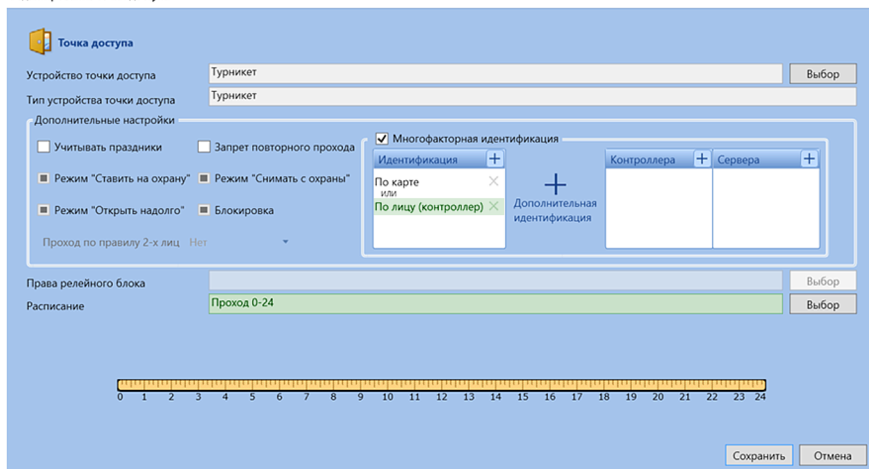 Точка доступа
Устройство точки доступа Турникет Выбор
Тип устройства точки доступа Турникет
Дополнительные настройки
Многофакторная идентификация
Учитывать праздники Запрет повторного прохода
Идентификация Контроллера Сервера
Режим "Ставить на охрану" Режим "Снимать с охраны"
По карте
или
По лицу (контроллер)
Дополнительная
идентификация
Режим "Открыть надолго" Блокировка
Проход по правилу 2-х лиц Нет
Права релейного блока Выбор
Расписание Проход 0-24 Выбор
0 1 2 3 4 5 6 7 8 9 10 11 12 13 14 15 16 17 18 19 20 21 22 23 24
Сохранить Отмена